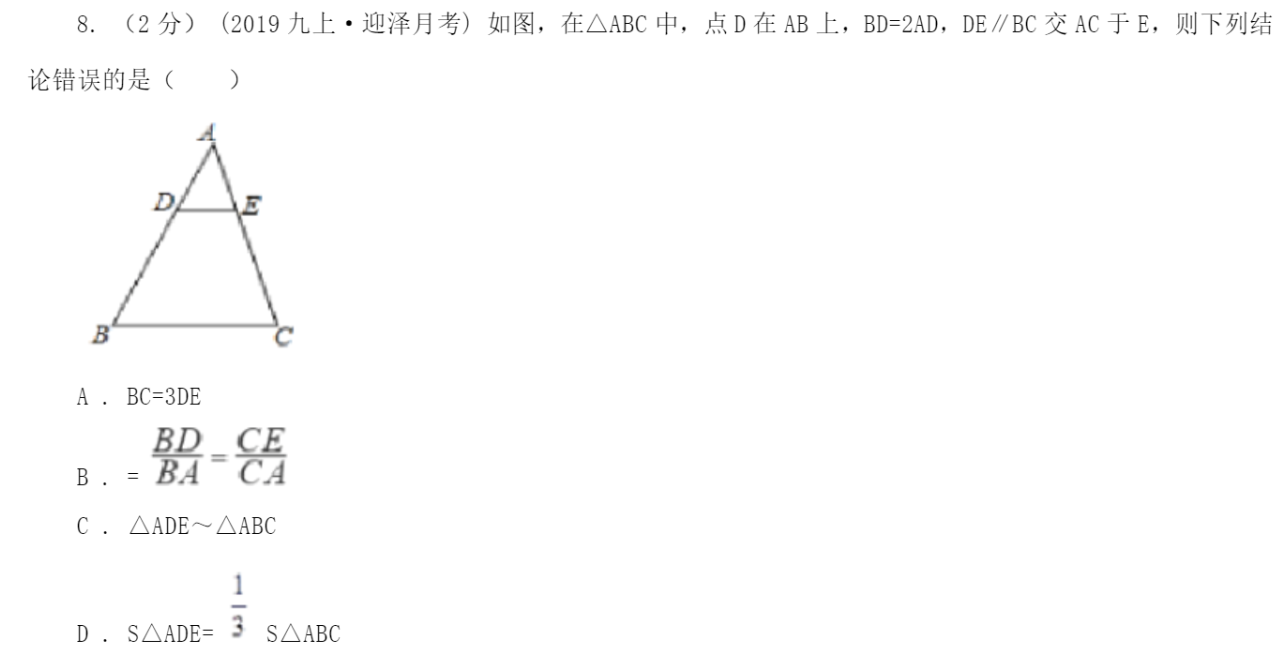 8. （2 分）（2019 九上·迎泽月考）如图，在△ABC 中，点 D 在 AB 上，BD=2AD，DE∥BC 交 AC 于 E，则下列结
论错误的是（　　）
A
D E
B C
A . BC=3DE
B . = BD/BA = CE/CA
C . △ADE～△ABC
D . S△ADE= 1/3 S△ABC